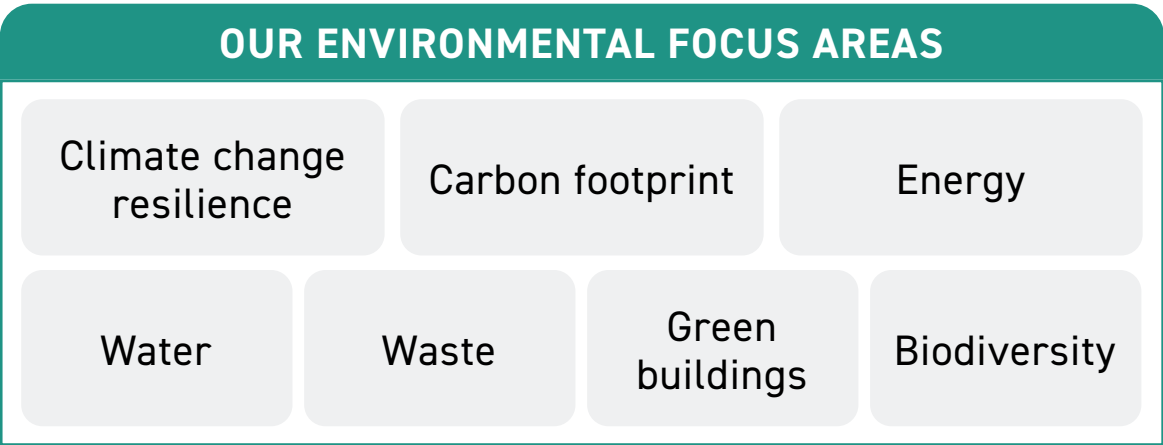 OUR ENVIRONMENTAL FOCUS AREAS
Climate change
resilience
Carbon footprint
Energy
Water
Waste
Green
buildings
Biodiversity